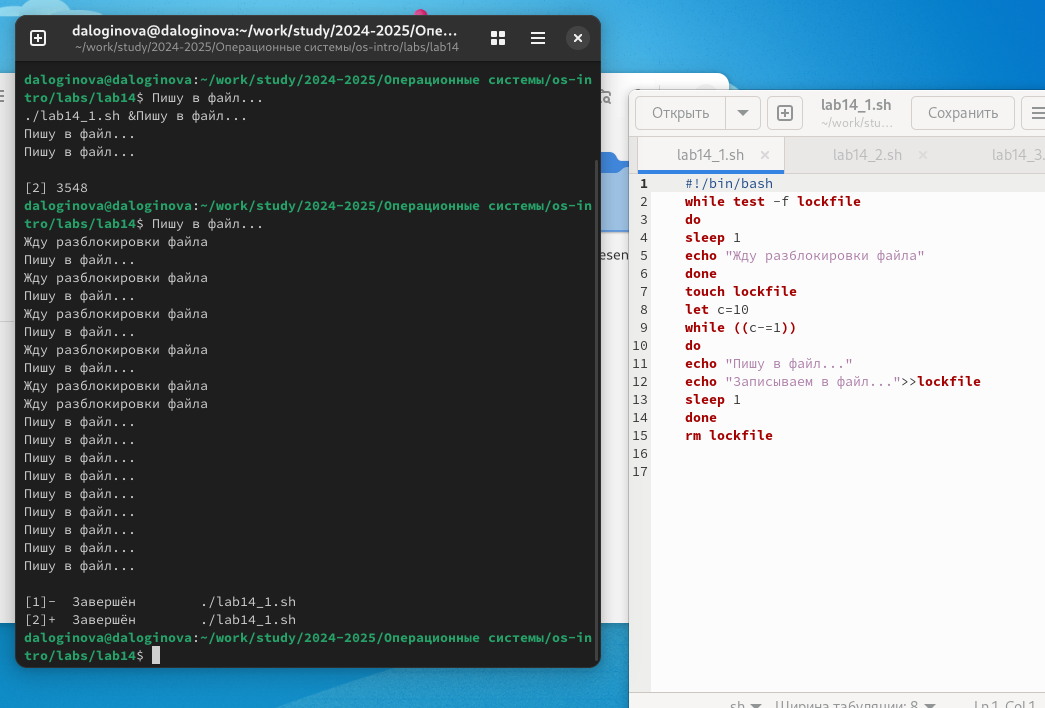 daloginova@daloginova:~/work/study/2024-2025/Опе...
~/work/study/2024-2025/Операционные системы/os-intro/labs/lab14
daloginova@daloginova:~/work/study/2024-2025/Операционные системы/os-in
tro/labs/lab14$ Пишу в файл...
./lab14_1.sh &Пишу в файл...
Пишу в файл...
Пишу в файл...
[2] 3548
daloginova@daloginova:~/work/study/2024-2025/Операционные системы/os-in
tro/labs/lab14$ Пишу в файл...
Жду разблокировки файла
Пишу в файл...
Жду разблокировки файла
Пишу в файл...
Жду разблокировки файла
Пишу в файл...
Жду разблокировки файла
Пишу в файл...
Жду разблокировки файла
Жду разблокировки файла
Пишу в файл...
Пишу в файл...
Пишу в файл...
Пишу в файл...
Пишу в файл...
Пишу в файл...
Пишу в файл...
Пишу в файл...
Пишу в файл...
[1]-  Завершён        ./lab14_1.sh
[2]+  Завершён        ./lab14_1.sh
daloginova@daloginova:~/work/study/2024-2025/Операционные системы/os-in
tro/labs/lab14$
esen
Открыть
lab14_1.sh
~/work/stu...
Сохранить
lab14_1.sh
lab14_2.sh
lab14_3.
1 #!/bin/bash
2 while test -f lockfile
3 do
4 sleep 1
5 echo "Жду разблокировки файла"
6 done
7 touch lockfile
8 let c=10
9 while ((c-=1))
10 do
11 echo "Пишу в файл..."
12 echo "Записываем в файл...">>lockfile
13 sleep 1
14 done
15 rm lockfile
16
17
sh
Ширина табуляции: 8
Ln 1, Col 1